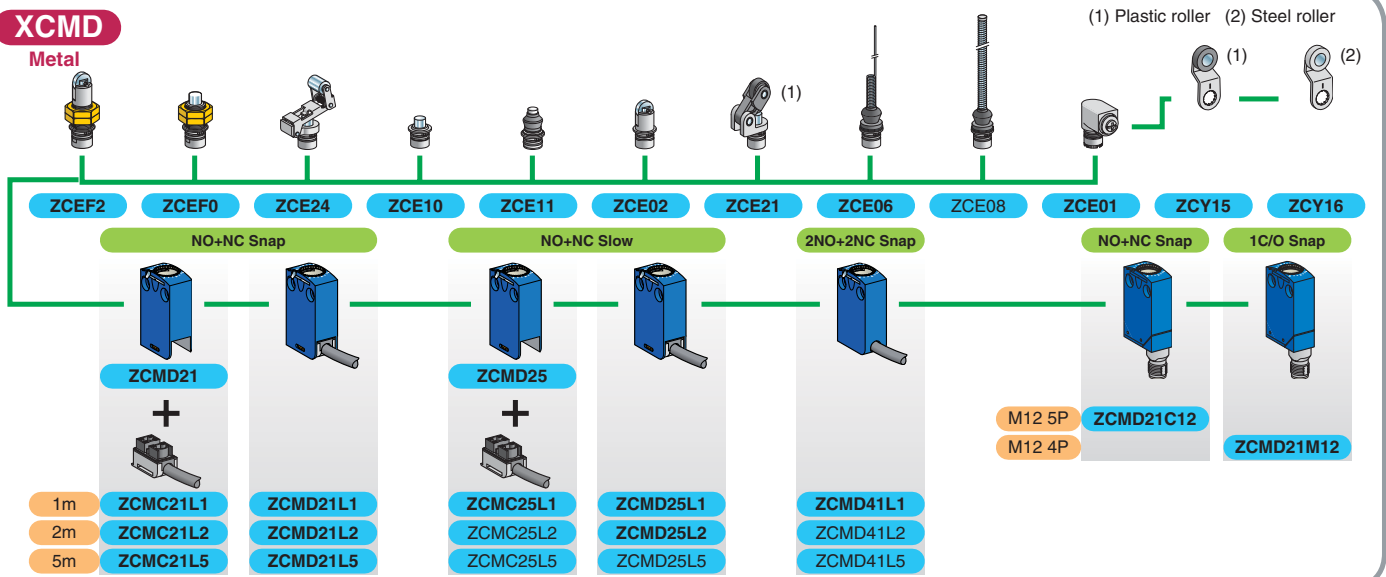 XCMD
Metal
(1) Plastic roller (2) Steel roller
(1)
(1)
(2)
ZCEF2 ZCEF0 ZCE24 ZCE10 ZCE11 ZCE02 ZCE21 ZCE06 ZCE08 ZCE01 ZCY15 ZCY16
NO+NC Snap NO+NC Slow 2NO+2NC Snap NO+NC Snap 1C/O Snap
ZCMD21 ZCMD25
+ +
M12 5P ZCMD21C12
M12 4P ZCMD21M12
1m ZCMC21L1 ZCMD21L1 ZCMC25L1 ZCMD25L1 ZCMD41L1
2m ZCMC21L2 ZCMD21L2 ZCMC25L2 ZCMD25L2 ZCMD41L2
5m ZCMC21L5 ZCMD21L5 ZCMC25L5 ZCMD25L5 ZCMD41L5